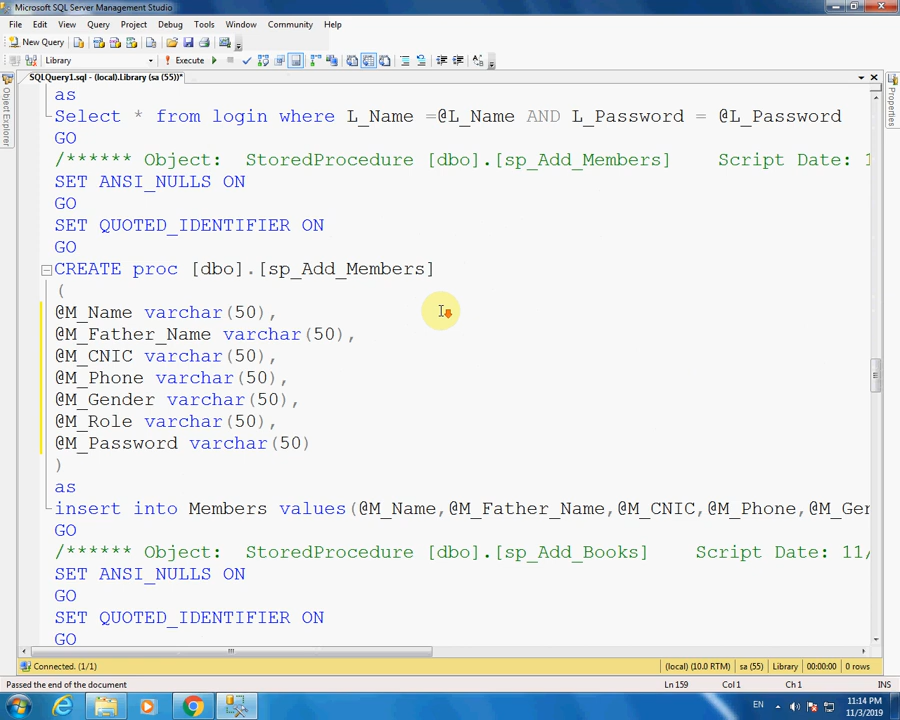 Microsoft SQL Server Management Studio
File Edit View Query Project Debug Tools Window Community Help
New Query
Library Execute
SQLQuery1.sql - (local).Library (sa (55))*
Object Explorer
Properties
as
Select * from login where L_Name =@L_Name AND L_Password = @L_Password
GO
/****** Object:  StoredProcedure [dbo].[sp_Add_Members]    Script Date: 1
SET ANSI_NULLS ON
GO
SET QUOTED_IDENTIFIER ON
GO
CREATE proc [dbo].[sp_Add_Members]
(
@M_Name varchar(50),
@M_Father_Name varchar(50),
@M_CNIC varchar(50),
@M_Phone varchar(50),
@M_Gender varchar(50),
@M_Role varchar(50),
@M_Password varchar(50)
)
as
insert into Members values(@M_Name,@M_Father_Name,@M_CNIC,@M_Phone,@M_Gen
GO
/****** Object:  StoredProcedure [dbo].[sp_Add_Books]    Script Date: 11/
SET ANSI_NULLS ON
GO
SET QUOTED_IDENTIFIER ON
GO
Connected. (1/1) (local) (10.0 RTM) sa (55) Library 00:00:00 0 rows
Passed the end of the document Ln 159 Col 1 Ch 1 INS
EN 11:14 PM
11/3/2019